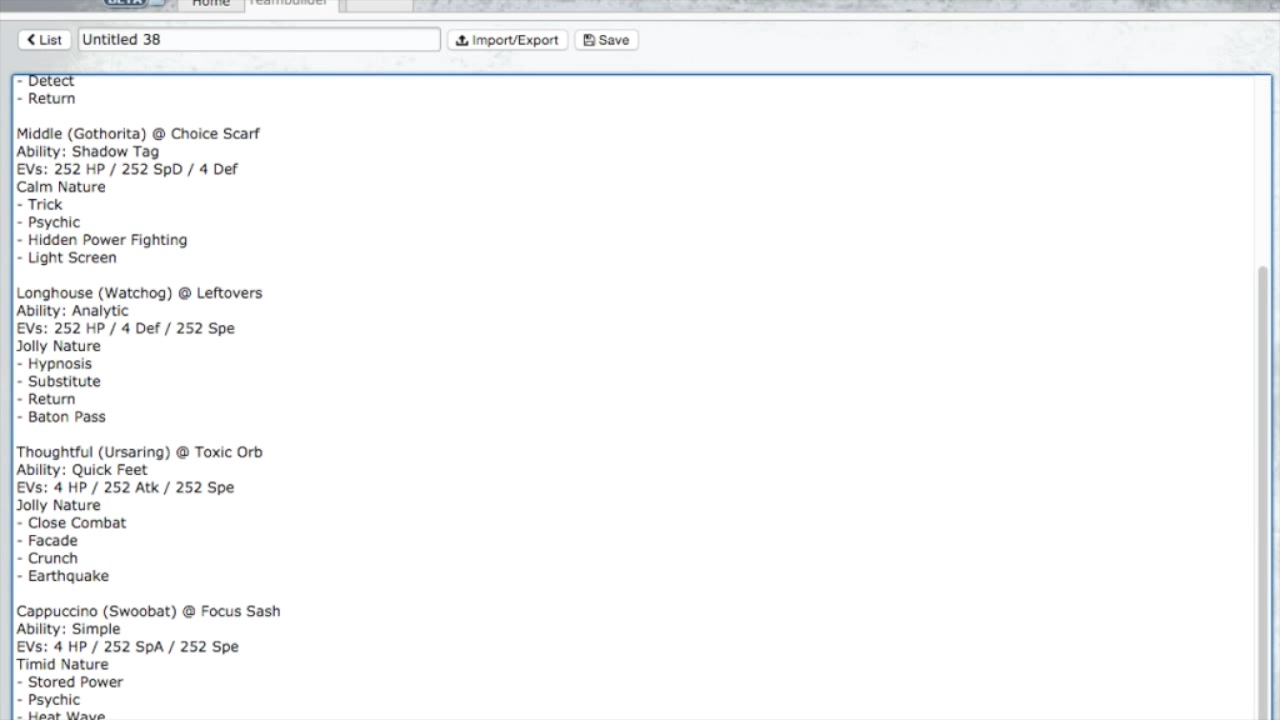 BETA
Home
Teambuilder
List
Untitled 38
Import/Export
Save
- Detect
- Return
Middle (Gothorita) @ Choice Scarf
Ability: Shadow Tag
EVs: 252 HP / 252 SpD / 4 Def
Calm Nature
- Trick
- Psychic
- Hidden Power Fighting
- Light Screen
Longhouse (Watchog) @ Leftovers
Ability: Analytic
EVs: 252 HP / 4 Def / 252 Spe
Jolly Nature
- Hypnosis
- Substitute
- Return
- Baton Pass
Thoughtful (Ursaring) @ Toxic Orb
Ability: Quick Feet
EVs: 4 HP / 252 Atk / 252 Spe
Jolly Nature
- Close Combat
- Facade
- Crunch
- Earthquake
Cappuccino (Swoobat) @ Focus Sash
Ability: Simple
EVs: 4 HP / 252 SpA / 252 Spe
Timid Nature
- Stored Power
- Psychic
- Heat Wave